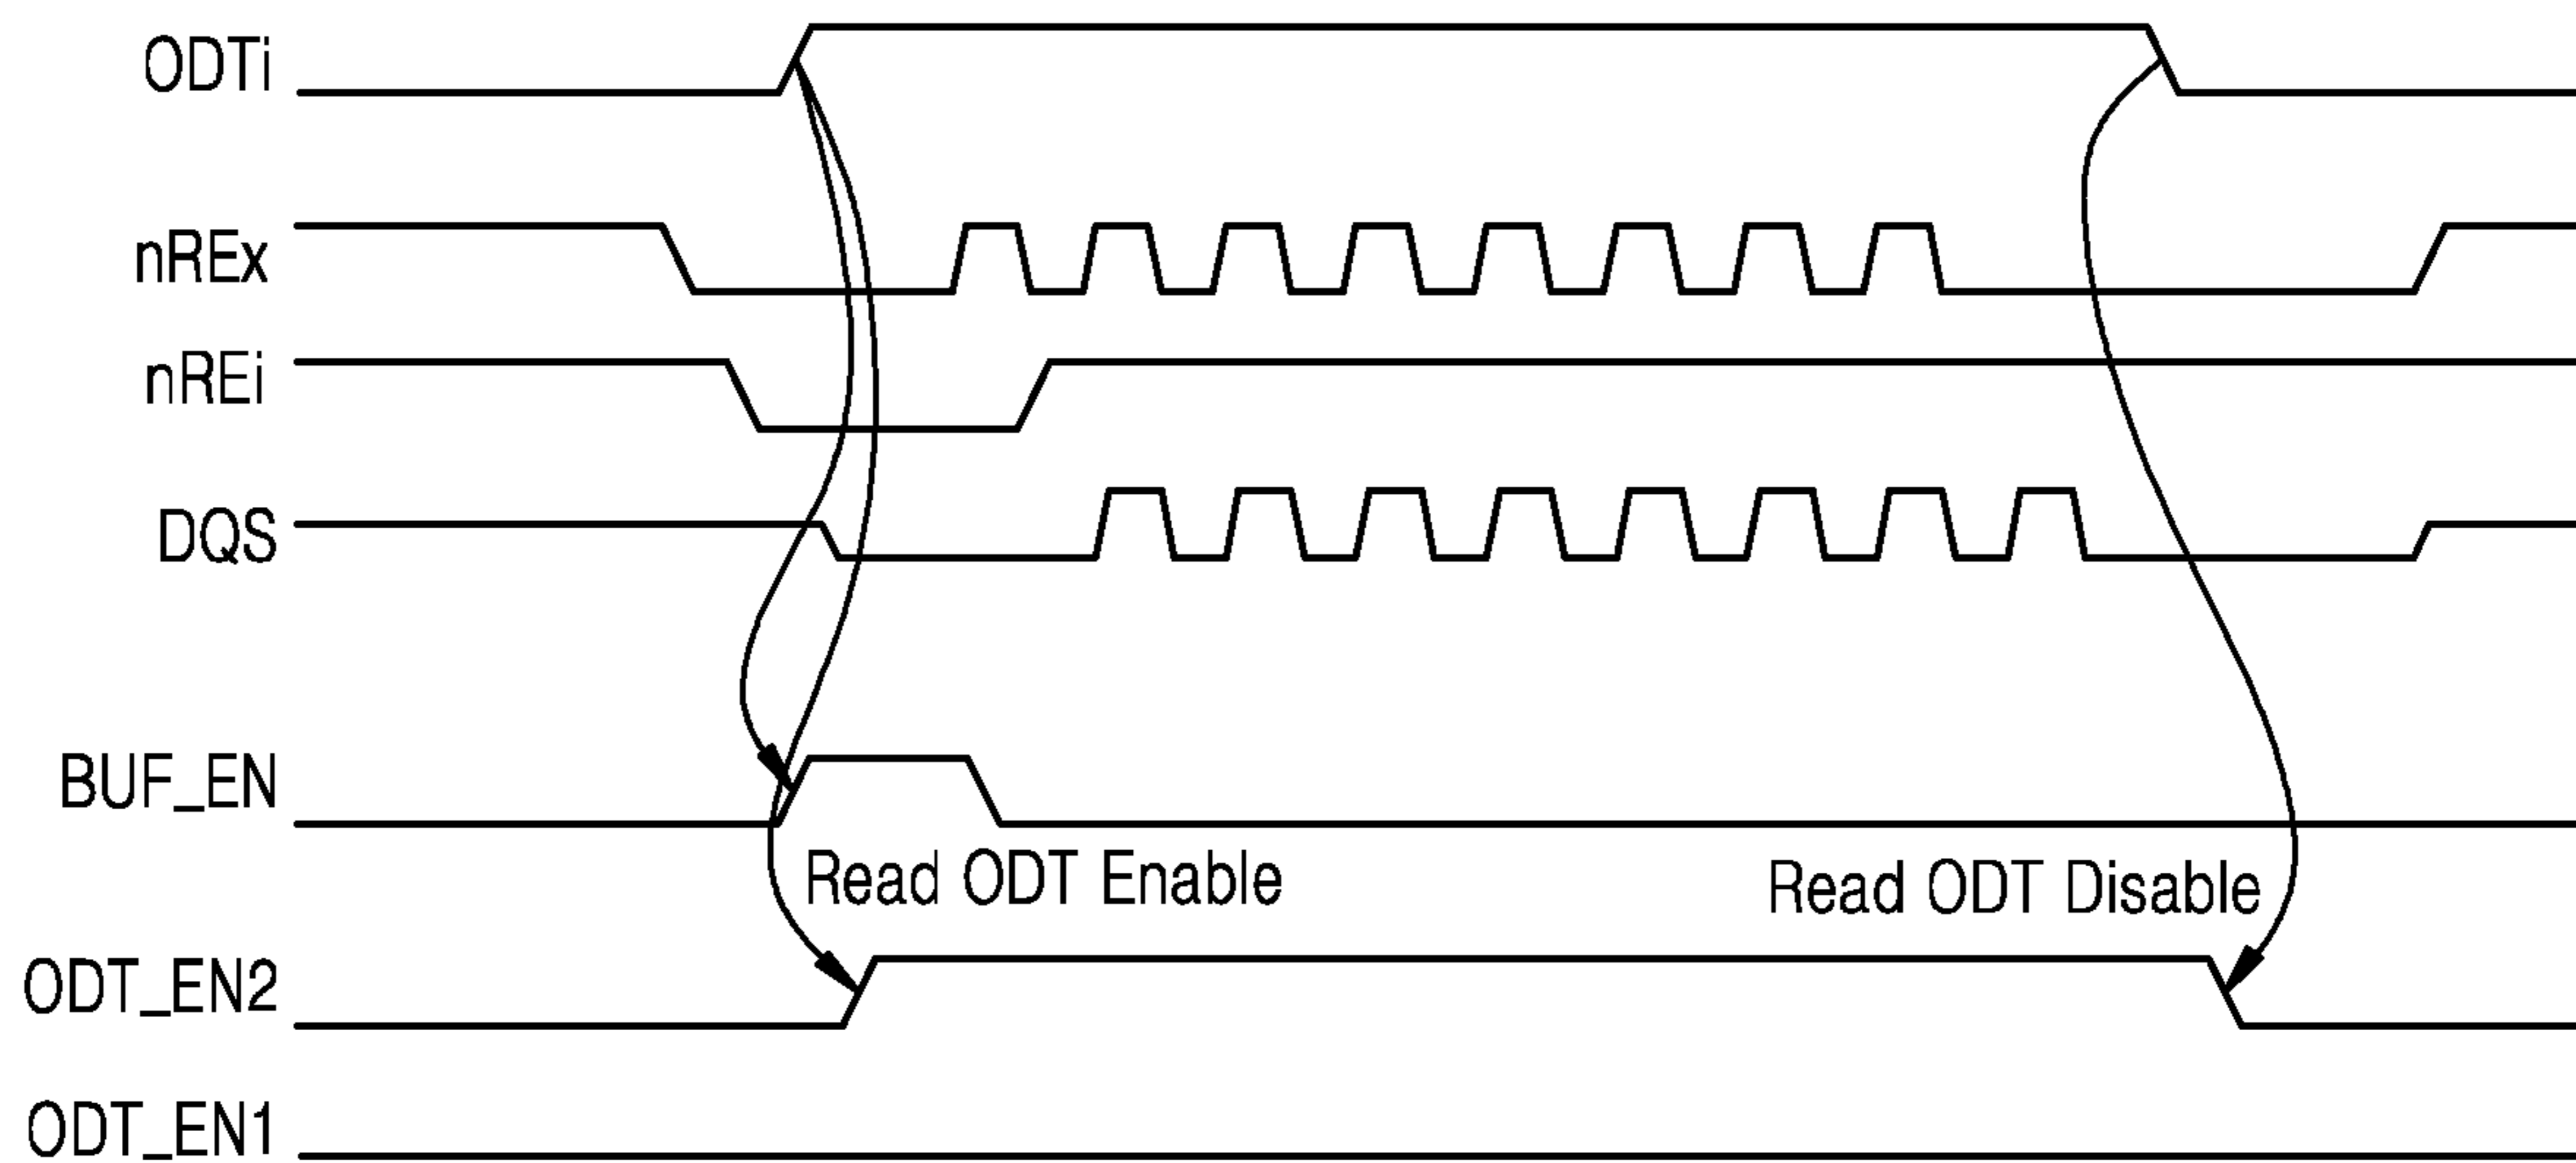 ODTi
nREx
nREi
DQS
BUF_EN
Read ODT Enable
Read ODT Disable
ODT_EN2
ODT_EN1